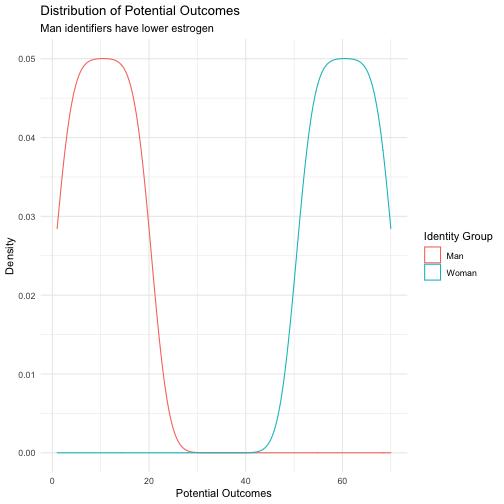 Distribution of Potential Outcomes
Man identifiers have lower estrogen
0.05
0.04
0.03
0.02
0.01
0.00
Density
0
20
40
60
Potential Outcomes
Identity Group
Man
Woman